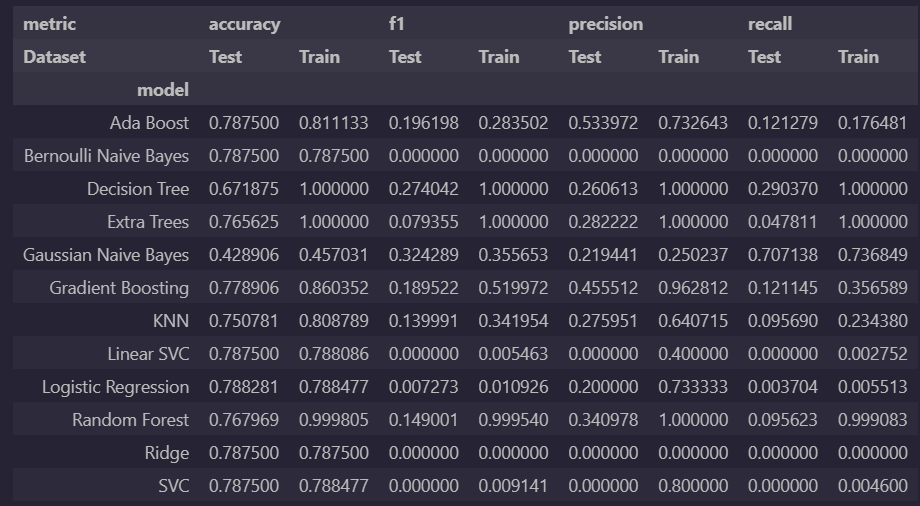 metric accuracy f1 precision recall
Dataset Test Train Test Train Test Train Test Train
model
Ada Boost 0.787500 0.811133 0.196198 0.283502 0.533972 0.732643 0.121279 0.176481
Bernoulli Naive Bayes 0.787500 0.787500 0.000000 0.000000 0.000000 0.000000 0.000000 0.000000
Decision Tree 0.671875 1.000000 0.274042 1.000000 0.260613 1.000000 0.290370 1.000000
Extra Trees 0.765625 1.000000 0.079355 1.000000 0.282222 1.000000 0.047811 1.000000
Gaussian Naive Bayes 0.428906 0.457031 0.324289 0.355653 0.219441 0.250237 0.707138 0.736849
Gradient Boosting 0.778906 0.860352 0.189522 0.519972 0.455512 0.962812 0.121145 0.356589
KNN 0.750781 0.808789 0.139991 0.341954 0.275951 0.640715 0.095690 0.234380
Linear SVC 0.787500 0.788086 0.000000 0.005463 0.000000 0.400000 0.000000 0.002752
Logistic Regression 0.788281 0.788477 0.007273 0.010926 0.200000 0.733333 0.003704 0.005513
Random Forest 0.767969 0.999805 0.149001 0.999540 0.340978 1.000000 0.095623 0.999083
Ridge 0.787500 0.787500 0.000000 0.000000 0.000000 0.000000 0.000000 0.000000
SVC 0.787500 0.788477 0.000000 0.009141 0.000000 0.800000 0.000000 0.004600